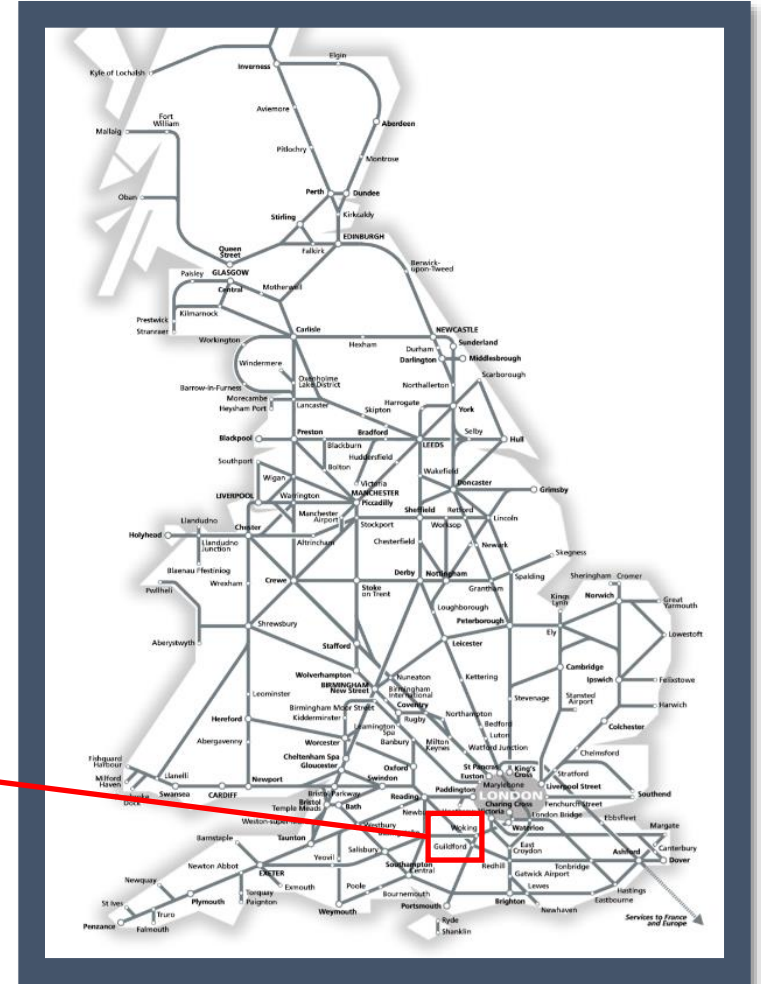 Elgin
Inverness
Kyle of Lochalsh
Aviemore
Fort
William
Mallaig
Aberdeen
Pitlochry
Montrose
Perth
Dundee
Oban
Stirling
Kirkcaldy
EDINBURGH
Queen
Street
Falkirk
Berwick-
upon-Tweed
Paisley
GLASGOW
Central
Motherwell
Prestwick
Kilmarnock
Stranraer
Carlisle
NEWCASTLE
Workington
Hexham
Sunderland
Durham
Darlington
Middlesbrough
Windermere
Scarborough
Oxenholme
Lake District
Barrow-in-Furness
Northallerton
Morecambe
Lancaster
Harrogate
Heysham Port
Skipton
York
Blackpool
Preston
Bradford
Selby
Hull
Blackburn
LEEDS
Huddersfield
Southport
Bolton
Wakefield
Wigan
Victoria
Doncaster
MANCHESTER
LIVERPOOL
Warrington
Piccadilly
Grimsby
Manchester
Airport
Sheffield
Retford
Llandudno
Chester
Stockport
Worksop
Lincoln
Holyhead
Llandudno
Junction
Altrincham
Chesterfield
Newark
Skegness
Blaenau Ffestiniog
Derby
Nottingham
Sheringham
Cromer
Pwllheli
Wrexham
Crewe
Stoke
on Trent
Grantham
Spalding
Kings
Lynn
Norwich
Great
Yarmouth
Loughborough
Shrewsbury
Peterborough
Ely
Lowestoft
Aberystwyth
Stafford
Leicester
Cambridge
Wolverhampton
Nuneaton
Kettering
Ipswich
Felixstowe
BIRMINGHAM
New Street
Birmingham
International
Leominster
Coventry
Stevenage
Stansted
Airport
Harwich
Birmingham Moor Street
Northampton
Hereford
Kidderminster
Rugby
Bedford
Colchester
Leamington
Spa
Luton
Abergavenny
Worcester
Banbury
Milton
Keynes
Watford Junction
Chelmsford
Cheltenham Spa
Fishguard
Harbour
Gloucester
Oxford
St Pancras
King's
Cross
Euston
Stratford
Milford
Haven
Llanelli
Newport
Swindon
Marylebone
Liverpool Street
Paddington
LONDON
Southend
Dock
Swansea
CARDIFF
Bristol Parkway
Reading
Charing Cross
Fenchurch Street
Bristol
Temple Meads
Bath
Victoria
London Bridge
Ebbsfleet
Westbury
Woking
Waterloo
Margate
Barnstaple
Taunton
Guildford
East
Croydon
Canterbury
Salisbury
Ashford
Dover
Newton Abbot
Yeovil
Southampton
Central
Redhill
Tonbridge
EXETER
Gatwick Airport
Newquay
Exmouth
Poole
Lewes
Hastings
Torquay
Paignton
Bournemouth
Eastbourne
St Ives
Plymouth
Weymouth
Portsmouth
Brighton
Newhaven
Truro
Ryde
Services to France
and Europe
Penzance
Falmouth
Shanklin